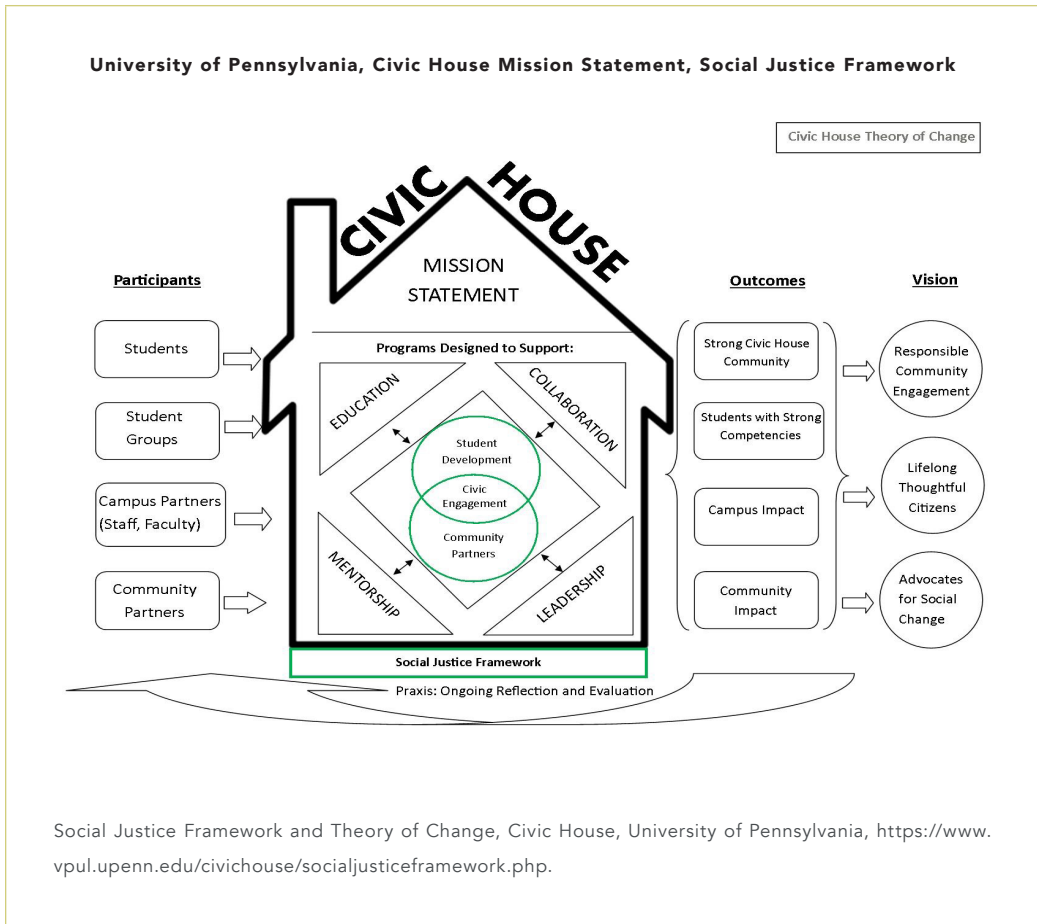 University of Pennsylvania, Civic House Mission Statement, Social Justice Framework
Civic House Theory of Change
CIVIC HOUSE
MISSION
STATEMENT
Participants
Students
Student
Groups
Campus Partners
(Staff, Faculty)
Community
Partners
Programs Designed to Support:
EDUCATION
COLLABORATION
Student
Development
Civic
Engagement
Community
Partners
MENTORSHIP
LEADERSHIP
Social Justice Framework
Praxis: Ongoing Reflection and Evaluation
Outcomes
Strong Civic House
Community
Students with Strong
Competencies
Campus Impact
Community
Impact
Vision
Responsible
Community
Engagement
Lifelong
Thoughtful
Citizens
Advocates
for Social
Change
Social Justice Framework and Theory of Change, Civic House, University of Pennsylvania, https://www.
vpul.upenn.edu/civichouse/socialjusticeframework.php.